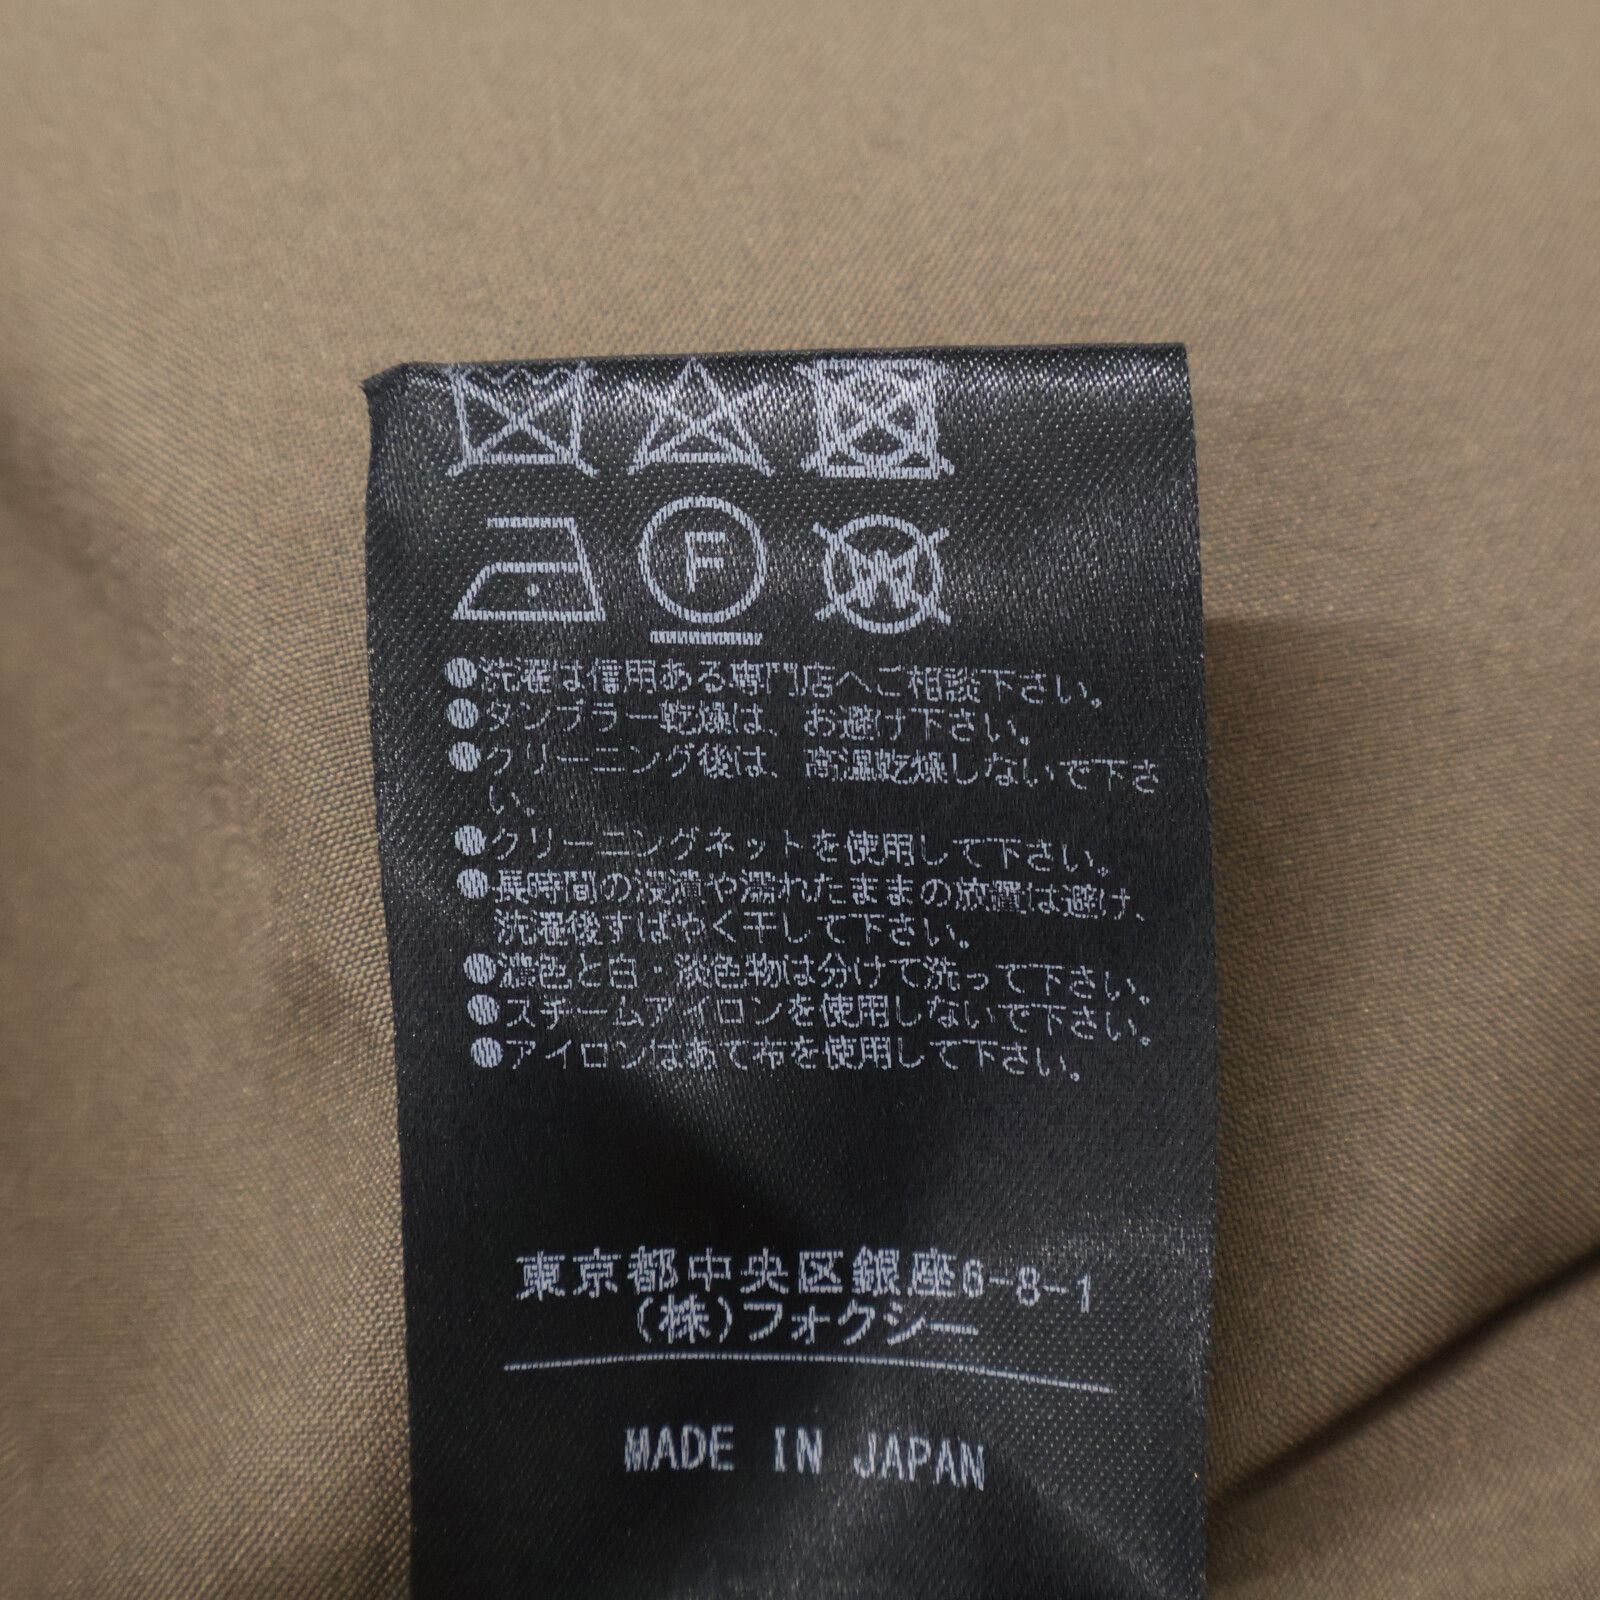 F
W
●洗濯は信用ある専門店へご相談下さい。
●タンブラー乾燥は、お避け下さい。
●クリーニング後は、高温乾燥しないで下さ
い。
●クリーニングネットを使用して下さい。
●長時間の浸漬や濡れたままの放置は避け、
洗濯後すばやく干して下さい。
●濃色と白・淡色物は分けて洗って下さい。
●スチームアイロンを使用しないで下さい。
●アイロンはあて布を使用して下さい。
東京都中央区銀座6-8-1
(株)フォクシー
MADE IN JAPAN